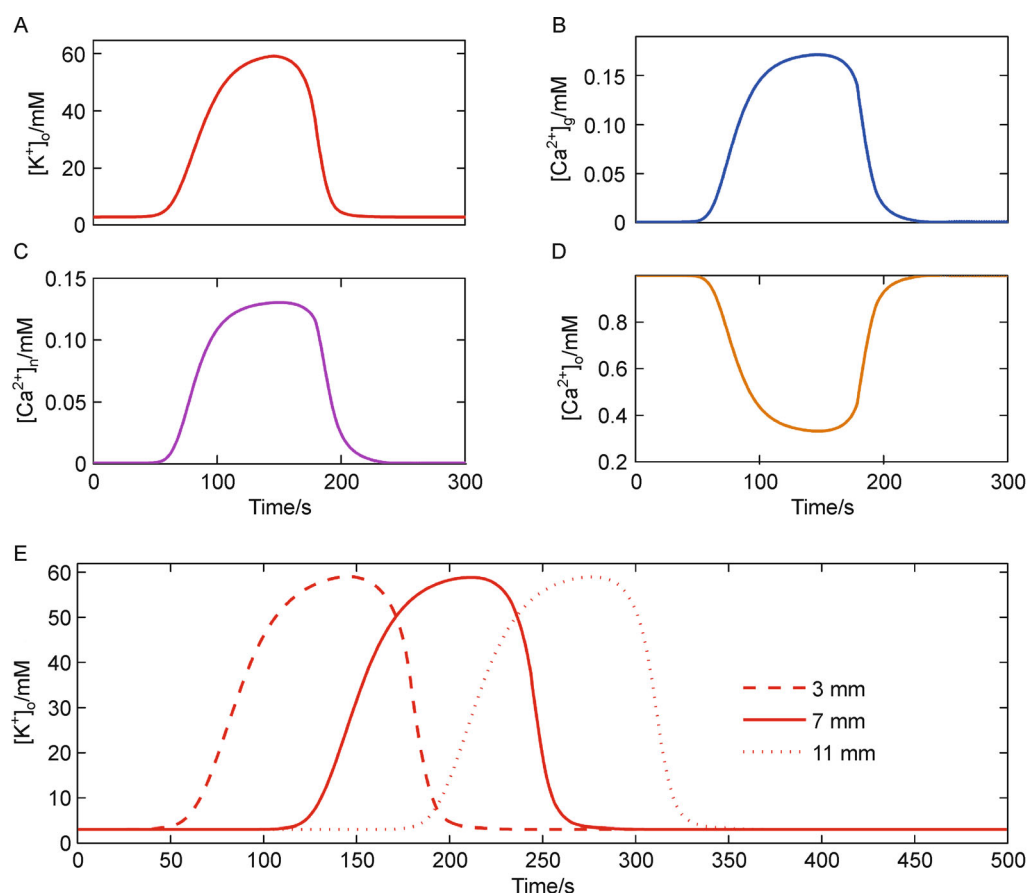 A
B
[K⁺]ₒ/mM
60
40
20
0
[Ca²⁺]g/mM
0.15
0.10
0.05
0
C
D
[Ca²⁺]ₙ/mM
0.15
0.10
0.05
0
0 100 200 300
Time/s
[Ca²⁺]ₒ/mM
0.8
0.6
0.4
0.2
0 100 200 300
Time/s
E
[K⁺]ₒ/mM
60
50
40
30
20
10
0
3 mm
7 mm
11 mm
0 50 100 150 200 250 300 350 400 450 500
Time/s